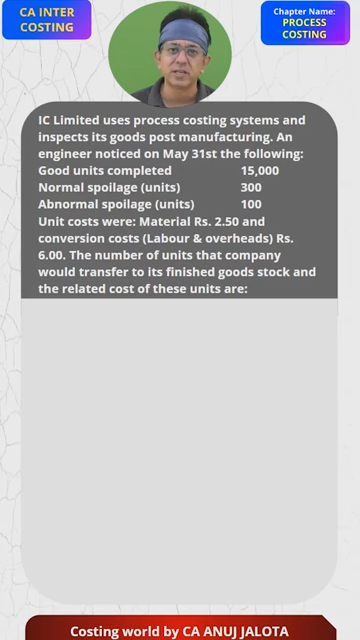 CA INTER
COSTING
Chapter Name:
PROCESS
COSTING
IC Limited uses process costing systems and
inspects its goods post manufacturing. An
engineer noticed on May 31st the following:
Good units completed 15,000
Normal spoilage (units) 300
Abnormal spoilage (units) 100
Unit costs were: Material Rs. 2.50 and
conversion costs (Labour & overheads) Rs.
6.00. The number of units that company
would transfer to its finished goods stock and
the related cost of these units are:
Costing world by CA ANUJ JALOTA